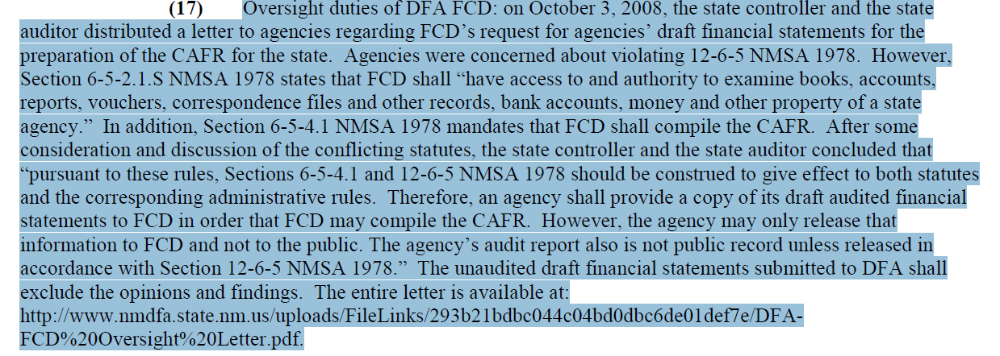 (17) Oversight duties of DFA FCD: on October 3, 2008, the state controller and the state
auditor distributed a letter to agencies regarding FCD’s request for agencies’ draft financial statements for the
preparation of the CAFR for the state.  Agencies were concerned about violating 12-6-5 NMSA 1978.  However,
Section 6-5-2.1.S NMSA 1978 states that FCD shall “have access to and authority to examine books, accounts,
reports, vouchers, correspondence files and other records, bank accounts, money and other property of a state
agency.”  In addition, Section 6-5-4.1 NMSA 1978 mandates that FCD shall compile the CAFR.  After some
consideration and discussion of the conflicting statutes, the state controller and the state auditor concluded that
“pursuant to these rules, Sections 6-5-4.1 and 12-6-5 NMSA 1978 should be construed to give effect to both statutes
and the corresponding administrative rules.  Therefore, an agency shall provide a copy of its draft audited financial
statements to FCD in order that FCD may compile the CAFR.  However, the agency may only release that
information to FCD and not to the public. The agency’s audit report also is not public record unless released in
accordance with Section 12-6-5 NMSA 1978.”  The unaudited draft financial statements submitted to DFA shall
exclude the opinions and findings.  The entire letter is available at:
http://www.nmdfa.state.nm.us/uploads/FileLinks/293b21bdbc044c04bd0dbc6de01def7e/DFA-
FCD%20Oversight%20Letter.pdf.